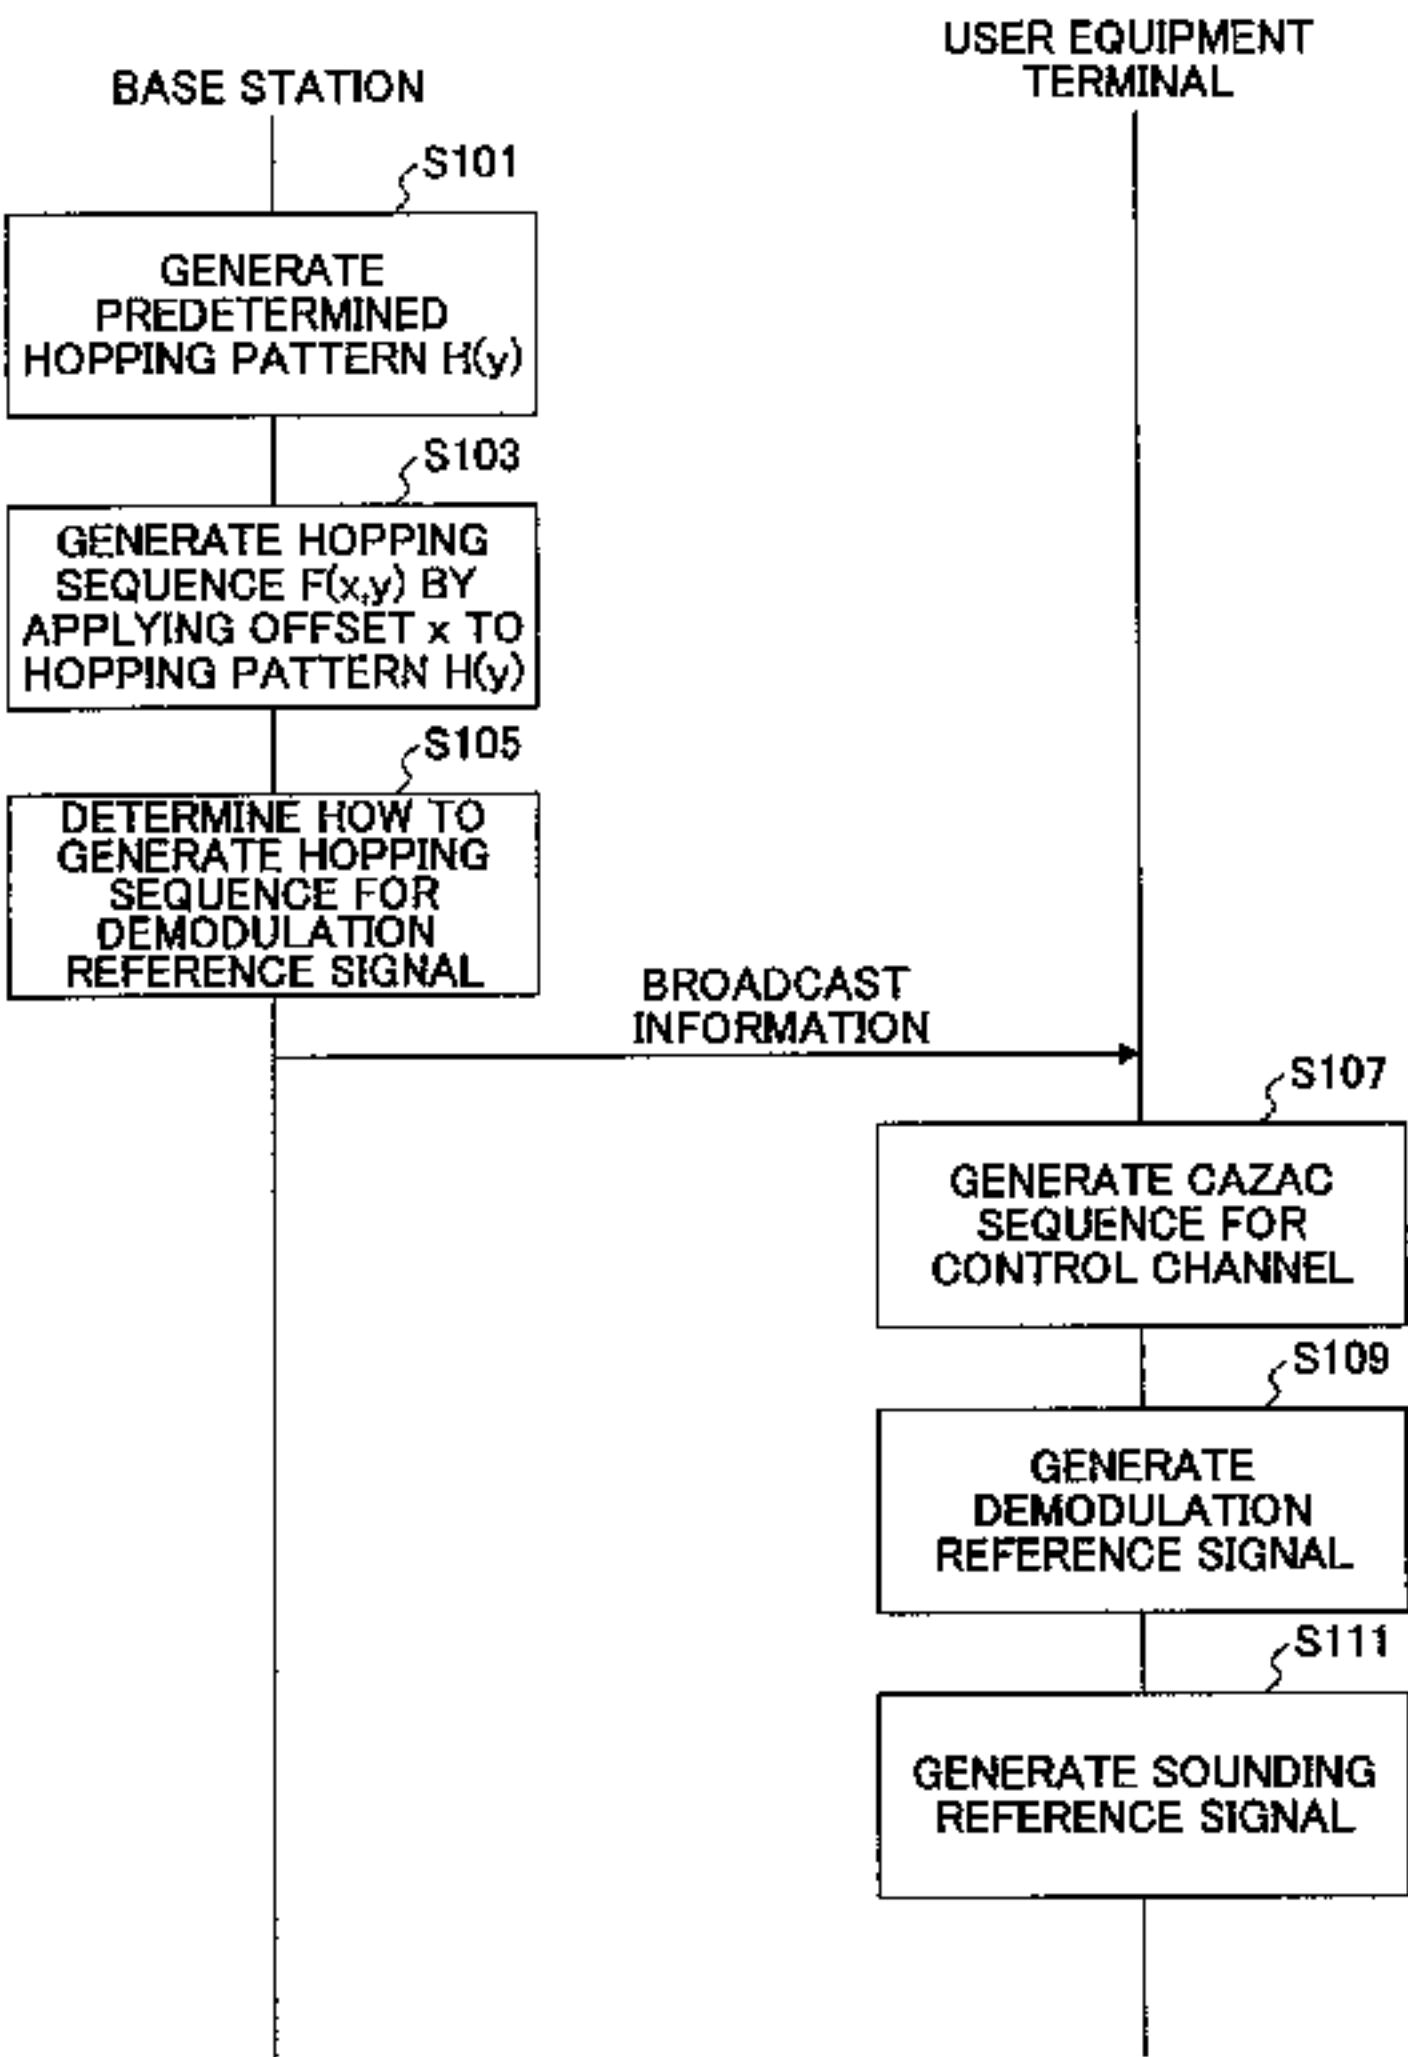 BASE STATION
USER EQUIPMENT
TERMINAL
S101
GENERATE
PREDETERMINED
HOPPING PATTERN H(y)
S103
GENERATE HOPPING
SEQUENCE F(x,y) BY
APPLYING OFFSET x TO
HOPPING PATTERN H(y)
S105
DETERMINE HOW TO
GENERATE HOPPING
SEQUENCE FOR
DEMODULATION
REFERENCE SIGNAL
BROADCAST
INFORMATION
S107
GENERATE CAZAC
SEQUENCE FOR
CONTROL CHANNEL
S109
GENERATE
DEMODULATION
REFERENCE SIGNAL
S111
GENERATE SOUNDING
REFERENCE SIGNAL